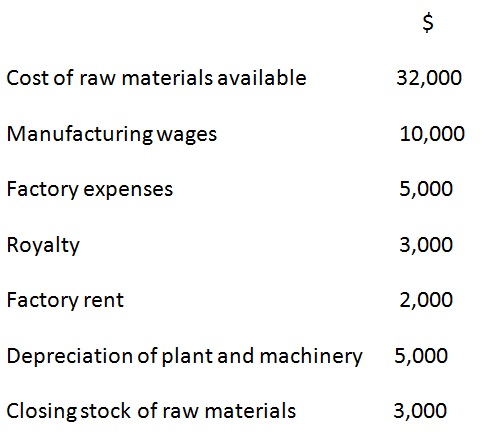 $
Cost of raw materials available 32,000
Manufacturing wages 10,000
Factory expenses 5,000
Royalty 3,000
Factory rent 2,000
Depreciation of plant and machinery 5,000
Closing stock of raw materials 3,000